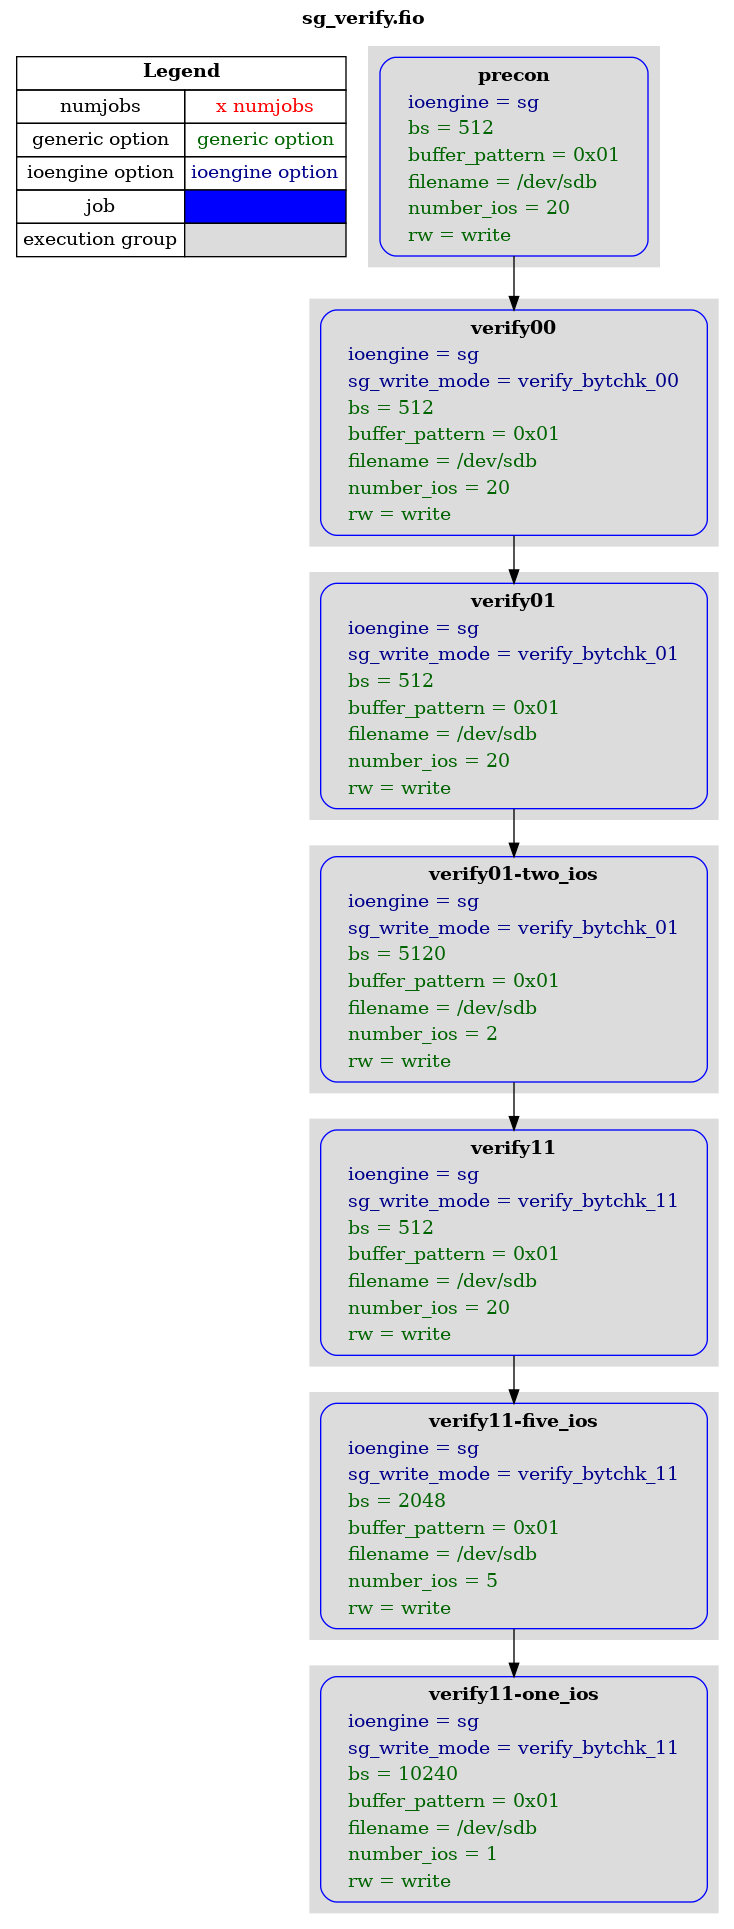 sg_verify.fio
Legend
numjobs x numjobs
generic option generic option
ioengine option ioengine option
job
execution group
precon
ioengine = sg
bs = 512
buffer_pattern = 0x01
filename = /dev/sdb
number_ios = 20
rw = write
verify00
ioengine = sg
sg_write_mode = verify_bytchk_00
bs = 512
buffer_pattern = 0x01
filename = /dev/sdb
number_ios = 20
rw = write
verify01
ioengine = sg
sg_write_mode = verify_bytchk_01
bs = 512
buffer_pattern = 0x01
filename = /dev/sdb
number_ios = 20
rw = write
verify01-two_ios
ioengine = sg
sg_write_mode = verify_bytchk_01
bs = 5120
buffer_pattern = 0x01
filename = /dev/sdb
number_ios = 2
rw = write
verify11
ioengine = sg
sg_write_mode = verify_bytchk_11
bs = 512
buffer_pattern = 0x01
filename = /dev/sdb
number_ios = 20
rw = write
verify11-five_ios
ioengine = sg
sg_write_mode = verify_bytchk_11
bs = 2048
buffer_pattern = 0x01
filename = /dev/sdb
number_ios = 5
rw = write
verify11-one_ios
ioengine = sg
sg_write_mode = verify_bytchk_11
bs = 10240
buffer_pattern = 0x01
filename = /dev/sdb
number_ios = 1
rw = write